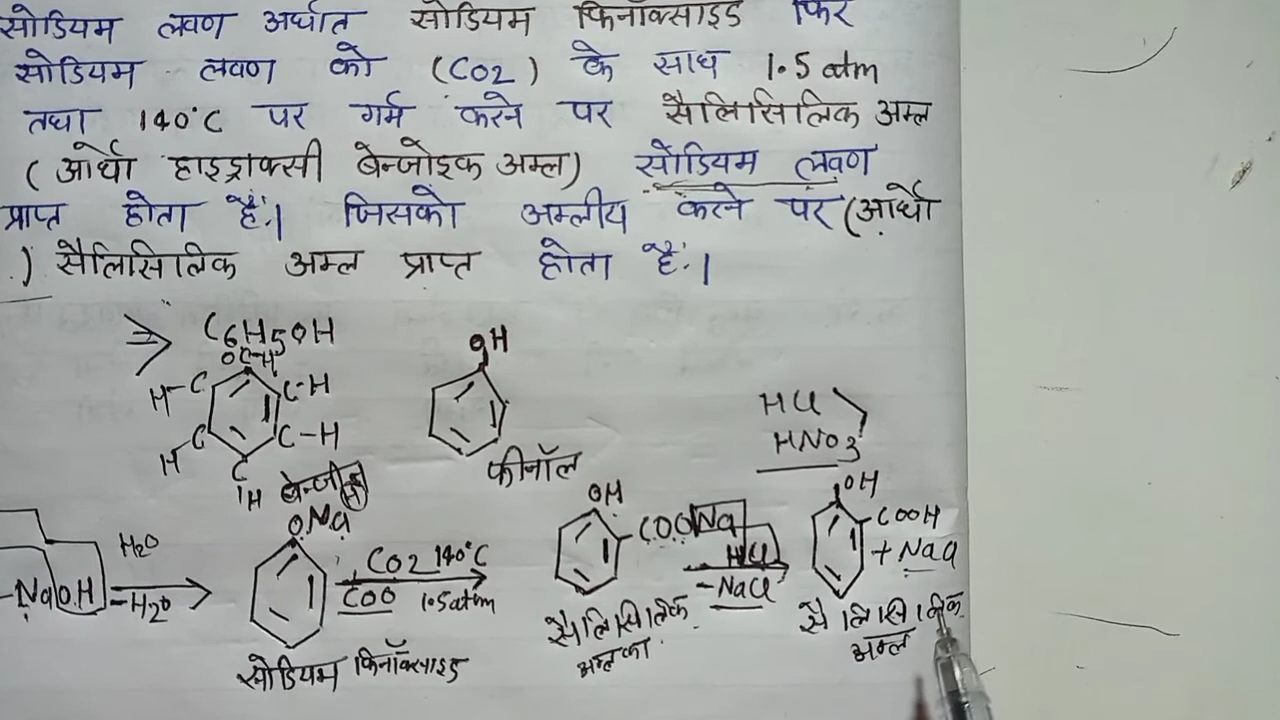 सोडियम लवण अर्थात सोडियम फिनॉक्साइड फिर
सोडियम लवण को (CO2) के साथ 1.5 atm
तथा 140°C पर गर्म करने पर सैलिसिलिक अम्ल
(आर्थो हाइड्राक्सी बेन्जोइक अम्ल) सोडियम लवण
प्राप्त होता है। जिसको अम्लीय करने पर (आर्थो
) सैलिसिलिक अम्ल प्राप्त होता है।
C6H5OH
H-C C-H
H C C-H
C
H
OH
फीनॉल
HCl
HNO3
-NaOH
H2O
-H2O
ONa
सोडियम फिनॉक्साइड
CO2 140°C
COO 1.5atm
OH
COONa
सैलिसिलिक
अम्ल का
HCl
-NaCl
OH
COOH
+ NaCl
सैलिसिलिक
अम्ल